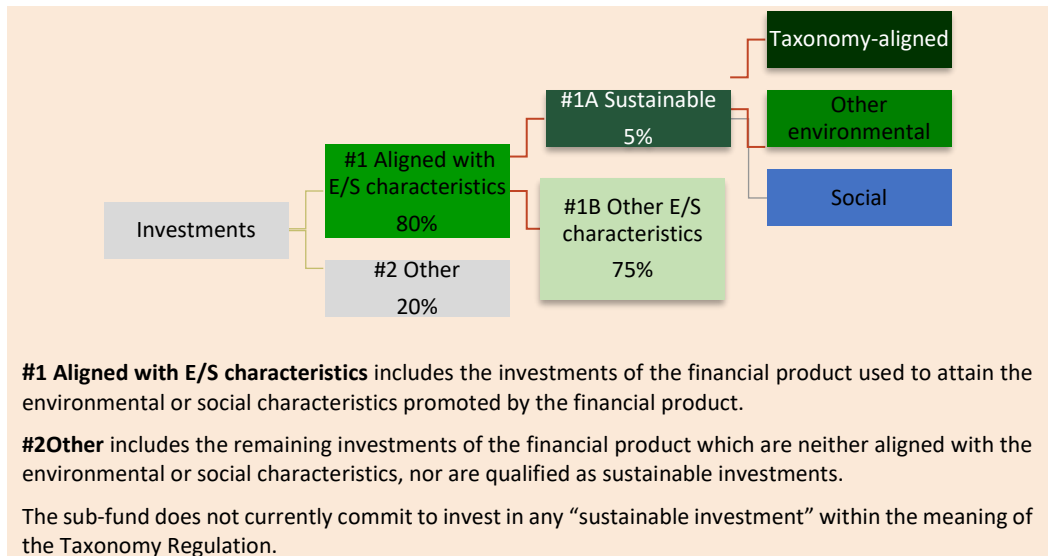 Taxonomy-aligned
#1A Sustainable
5%
Other
environmental
#1 Aligned with
E/S characteristics
80%
Social
#1B Other E/S
characteristics
75%
Investments
#2 Other
20%
#1 Aligned with E/S characteristics includes the investments of the financial product used to attain the
environmental or social characteristics promoted by the financial product.
#2Other includes the remaining investments of the financial product which are neither aligned with the
environmental or social characteristics, nor are qualified as sustainable investments.
The sub-fund does not currently commit to invest in any “sustainable investment” within the meaning of
the Taxonomy Regulation.